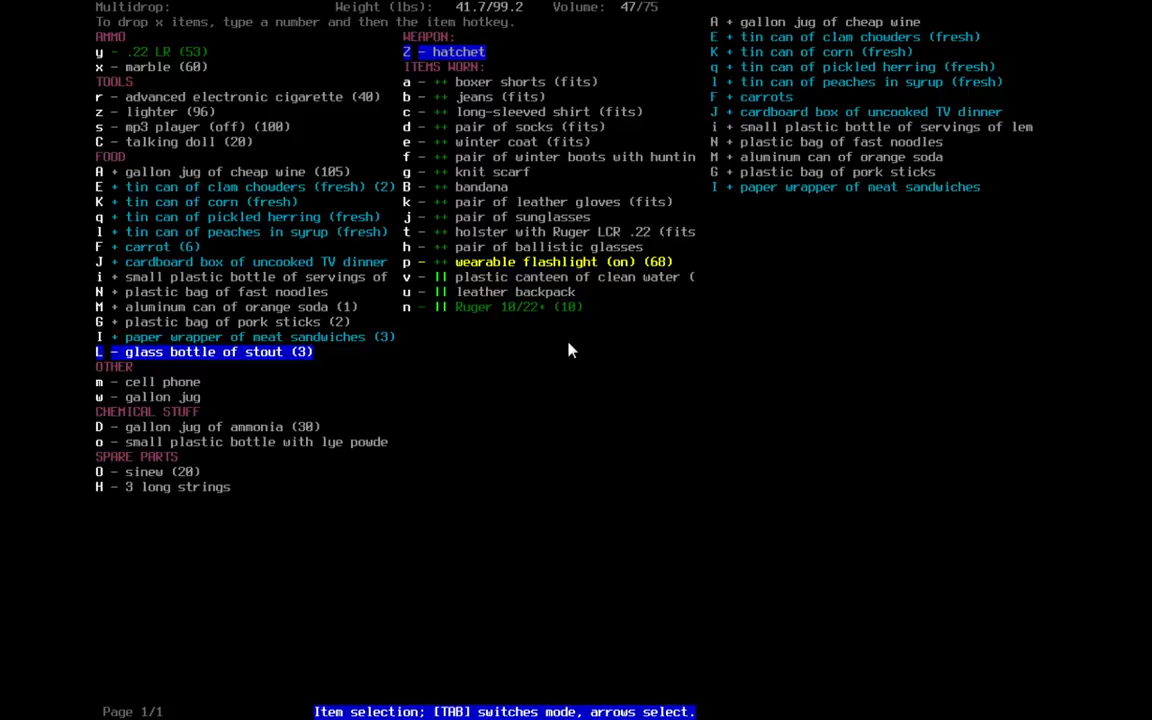 Multidrop: Weight (lbs): 41.7/99.2 Volume: 47/75
To drop x items, type a number and then the item hotkey.
AMMO
y - .22 LR (53)
x - marble (60)
TOOLS
r - advanced electronic cigarette (40)
z - lighter (96)
s - mp3 player (off) (100)
C - talking doll (20)
FOOD
A + gallon jug of cheap wine (105)
E + tin can of clam chowders (fresh) (2)
K + tin can of corn (fresh)
q + tin can of pickled herring (fresh)
l + tin can of peaches in syrup (fresh)
F + carrot (6)
J + cardboard box of uncooked TV dinner
i + small plastic bottle of servings of
N + plastic bag of fast noodles
M + aluminum can of orange soda (1)
G + plastic bag of pork sticks (2)
I + paper wrapper of meat sandwiches (3)
L - glass bottle of stout (3)
OTHER
m - cell phone
w - gallon jug
CHEMICAL STUFF
D - gallon jug of ammonia (30)
o - small plastic bottle with lye powde
SPARE PARTS
O - sinew (20)
H - 3 long strings
WEAPON:
Z - hatchet
ITEMS WORN:
a - ++ boxer shorts (fits)
b - ++ jeans (fits)
c - ++ long-sleeved shirt (fits)
d - ++ pair of socks (fits)
e - ++ winter coat (fits)
f - ++ pair of winter boots with huntin
g - ++ knit scarf
B - ++ bandana
k - ++ pair of leather gloves (fits)
j - ++ pair of sunglasses
t - ++ holster with Ruger LCR .22 (fits
h - ++ pair of ballistic glasses
p - ++ wearable flashlight (on) (68)
v - || plastic canteen of clean water (
u - || leather backpack
n - || Ruger 10/22+ (10)
A + gallon jug of cheap wine
E + tin can of clam chowders (fresh)
K + tin can of corn (fresh)
q + tin can of pickled herring (fresh)
l + tin can of peaches in syrup (fresh)
F + carrots
J + cardboard box of uncooked TV dinner
i + small plastic bottle of servings of lem
N + plastic bag of fast noodles
M + aluminum can of orange soda
G + plastic bag of pork sticks
I + paper wrapper of meat sandwiches
Page 1/1 Item selection; [TAB] switches mode, arrows select.